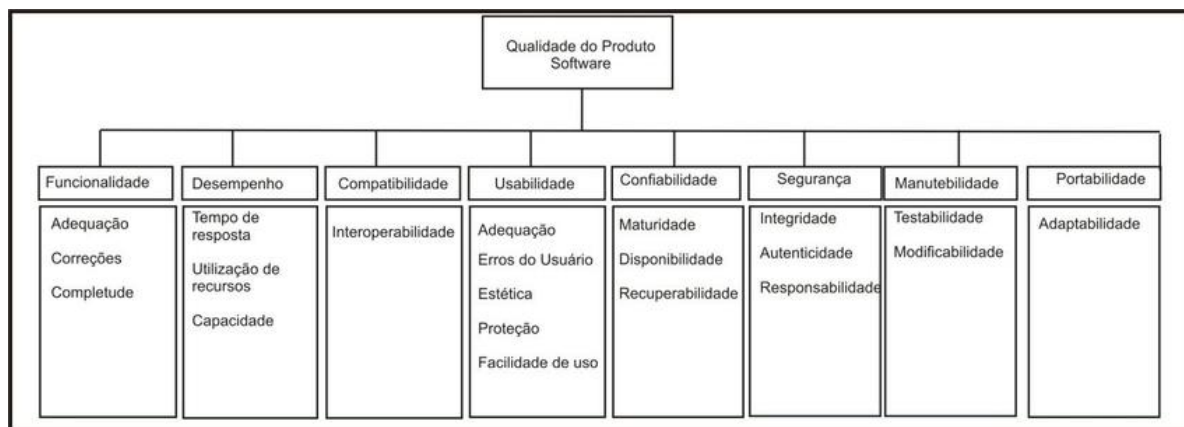 Qualidade do Produto
Software
Funcionalidade
Adequação
Correções
Completude
Desempenho
Tempo de
resposta
Utilização de
recursos
Capacidade
Compatibilidade
Interoperabilidade
Usabilidade
Adequação
Erros do Usuário
Estética
Proteção
Facilidade de uso
Confiabilidade
Maturidade
Disponibilidade
Recuperabilidade
Segurança
Integridade
Autenticidade
Responsabilidade
Manutebilidade
Testabilidade
Modificabilidade
Portabilidade
Adaptabilidade